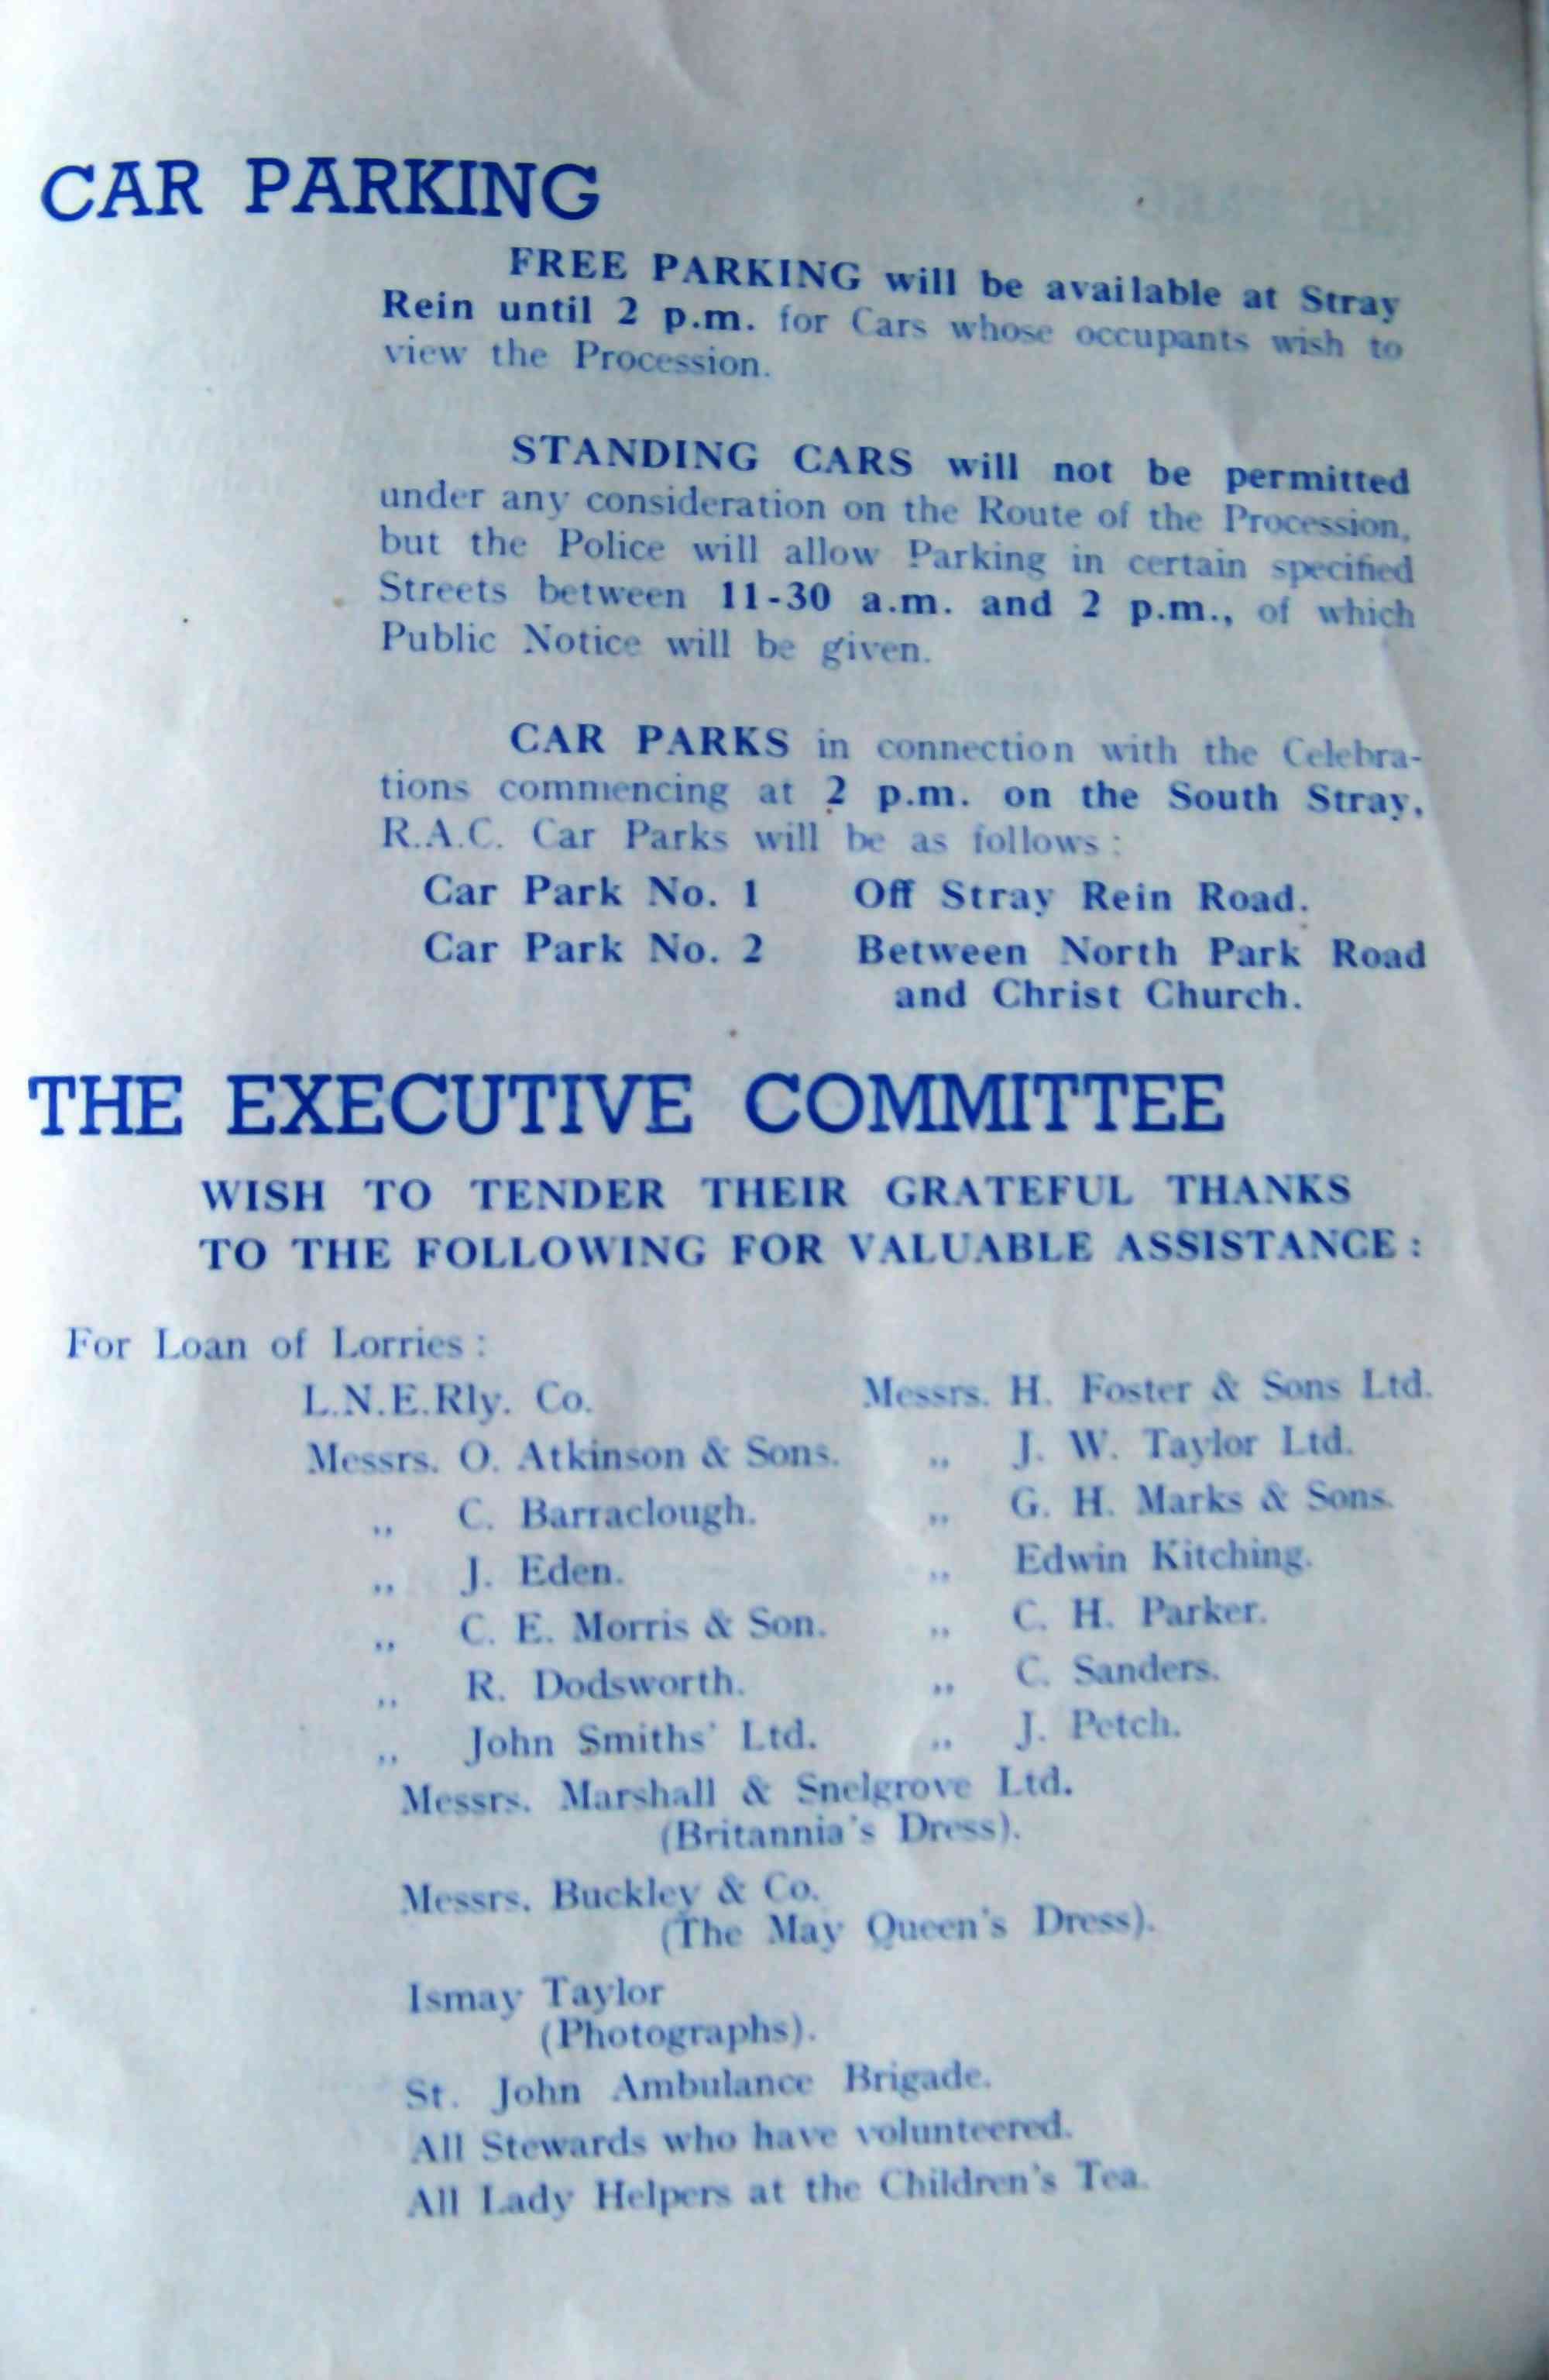 CAR PARKING
FREE PARKING will be available at Stray
Rein until 2 p.m. for Cars whose occupants wish to
view the Procession.
STANDING CARS will not be permitted
under any consideration on the Route of the Procession,
but the Police will allow Parking in certain specified
Streets between 11-30 a.m. and 2 p.m., of which
Public Notice will be given.
CAR PARKS in connection with the Celebra-
tions commencing at 2 p.m. on the South Stray,
R.A.C. Car Parks will be as follows :
Car Park No. 1 Off Stray Rein Road.
Car Park No. 2 Between North Park Road
and Christ Church.
THE EXECUTIVE COMMITTEE
WISH TO TENDER THEIR GRATEFUL THANKS
TO THE FOLLOWING FOR VALUABLE ASSISTANCE :
For Loan of Lorries :
L.N.E.Rly. Co. Messrs. H. Foster & Sons Ltd.
Messrs. O. Atkinson & Sons. ,, J. W. Taylor Ltd.
,, C. Barraclough. ,, G. H. Marks & Sons.
,, J. Eden. ,, Edwin Kitching.
,, C. E. Morris & Son. ,, C. H. Parker.
,, R. Dodsworth. ,, C. Sanders.
,, John Smiths' Ltd. ,, J. Petch.
Messrs. Marshall & Snelgrove Ltd.
(Britannia's Dress).
Messrs. Buckley & Co.
(The May Queen's Dress).
Ismay Taylor
(Photographs).
St. John Ambulance Brigade.
All Stewards who have volunteered.
All Lady Helpers at the Children's Tea.